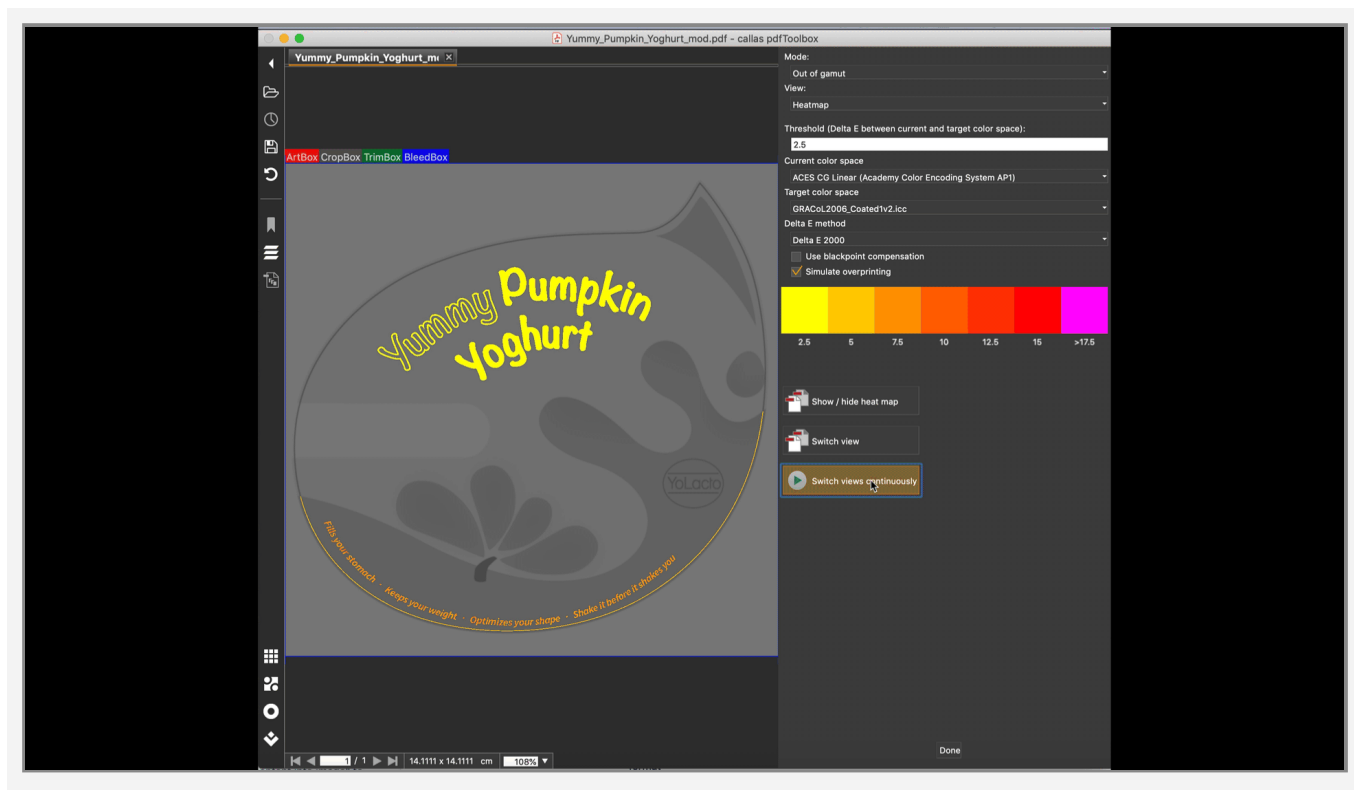 Yummy_Pumpkin_Yoghurt_mod.pdf - callas pdfToolbox
Yummy_Pumpkin_Yoghurt_m
ArtBox CropBox TrimBox BleedBox
Yummy Pumpkin
Yoghurt
YoLacto
Fills your stomach - Keeps your weight - Optimizes your shape - Shake it before it shakes you
1 / 1 14.1111 x 14.1111 cm 108%
Mode:
Out of gamut
View:
Heatmap
Threshold (Delta E between current and target color space):
2.5
Current color space
ACES CG Linear (Academy Color Encoding System AP1)
Target color space
GRACoL2006_Coated1v2.icc
Delta E method
Delta E 2000
Use blackpoint compensation
Simulate overprinting
2.5 5 7.5 10 12.5 15 >17.5
Show / hide heat map
Switch view
Switch views continuously
Done